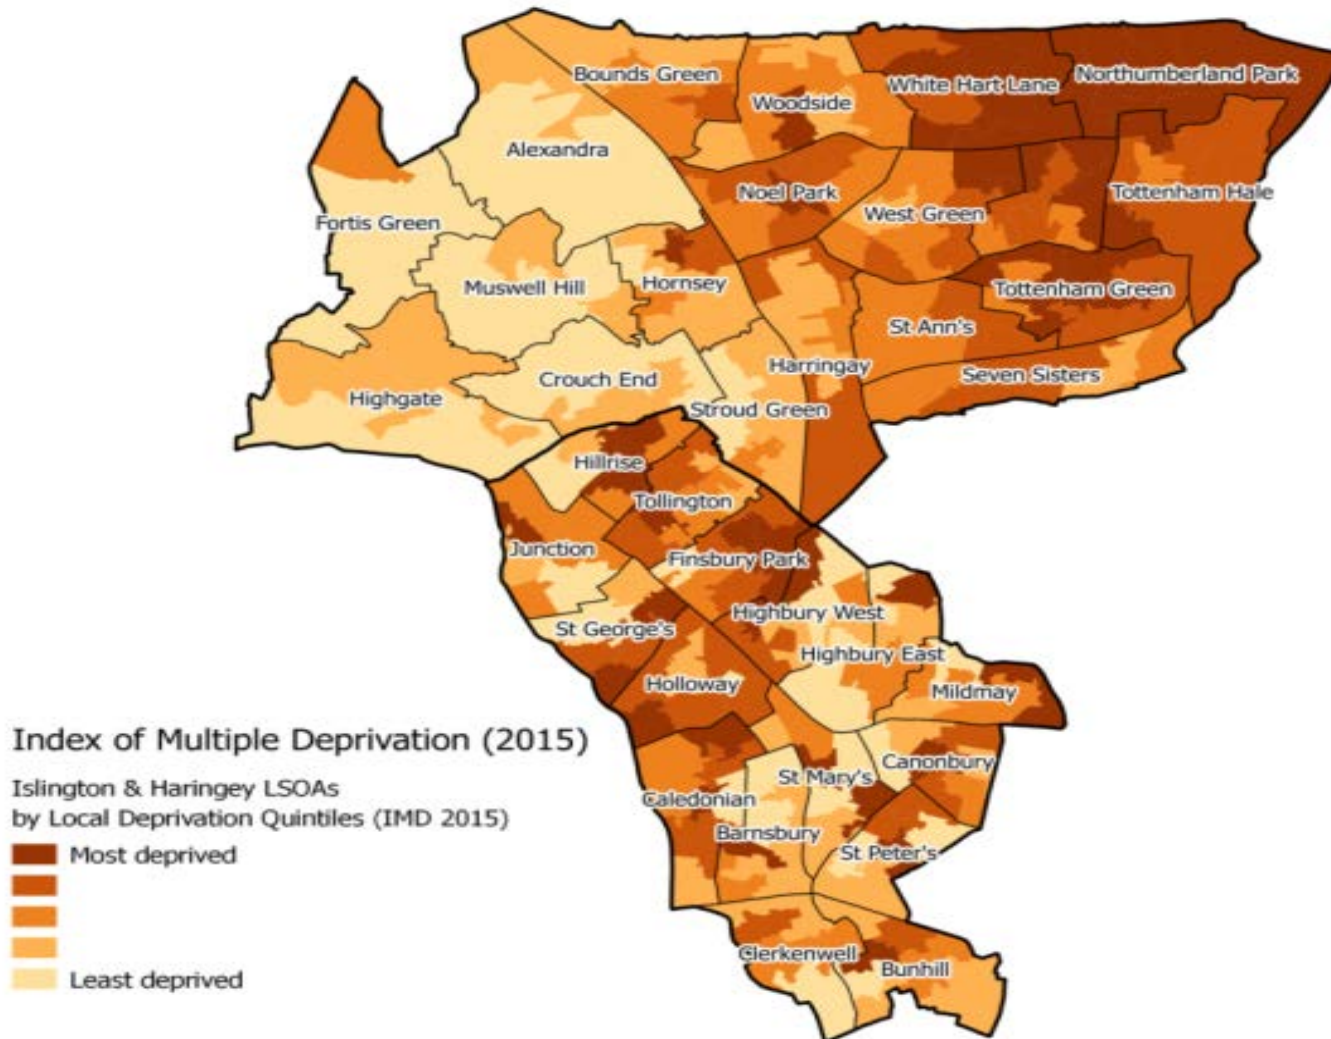 Bounds Green
Woodside
White Hart Lane
Northumberland Park
Alexandra
Noel Park
West Green
Tottenham Hale
Fortis Green
Muswell Hill
Hornsey
Tottenham Green
St Ann's
Harringay
Seven Sisters
Crouch End
Highgate
Stroud Green
Hillrise
Tollington
Junction
Finsbury Park
Highbury West
St George's
Highbury East
Holloway
Mildmay
Canonbury
St Mary's
Caledonian
Barnsbury
St Peter's
Clerkenwell
Bunhill
Index of Multiple Deprivation (2015)
Islington & Haringey LSOAs
by Local Deprivation Quintiles (IMD 2015)
Most deprived
Least deprived